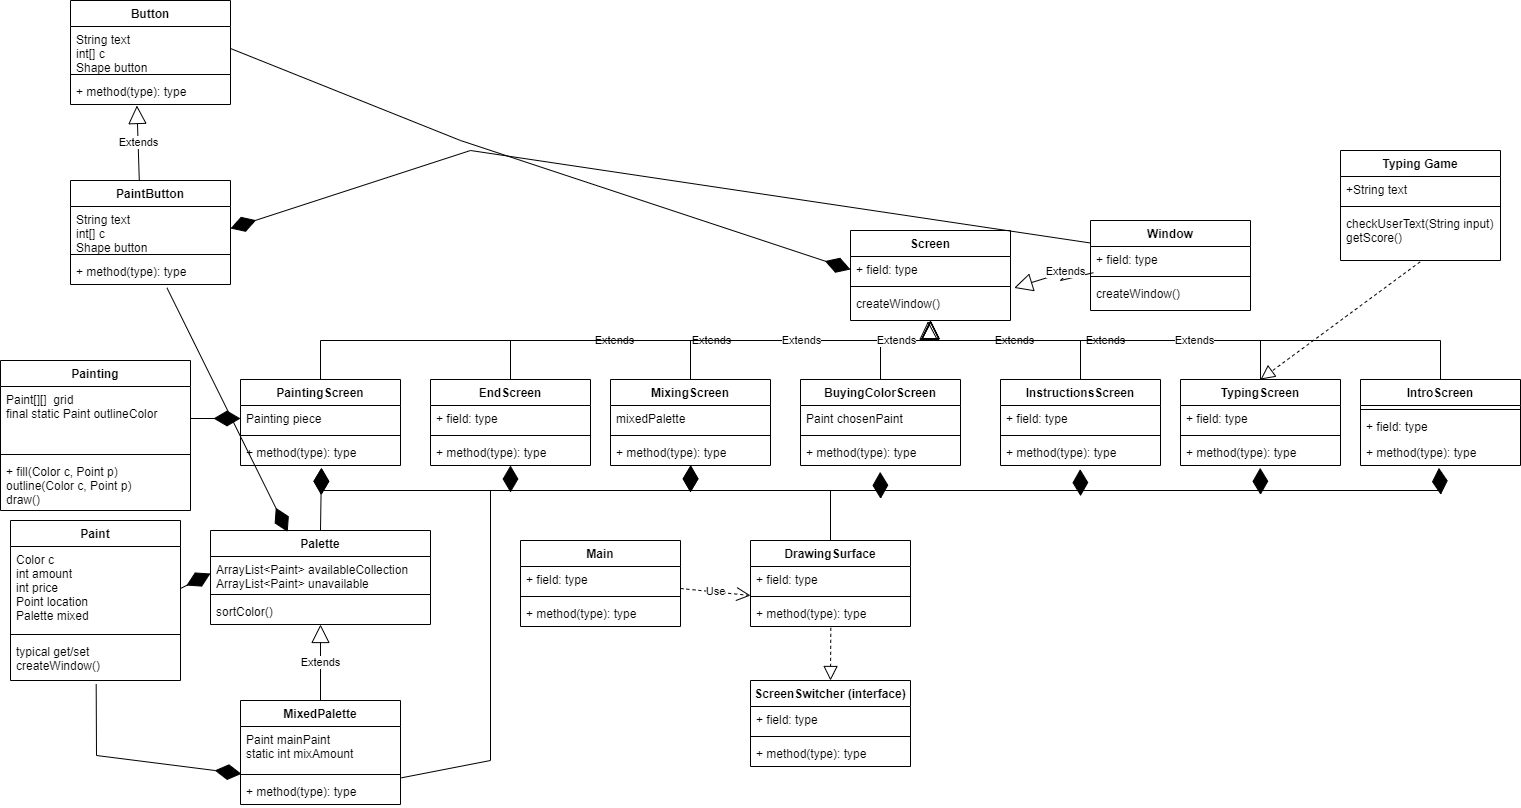 Button
String text
int[] c
Shape button
+ method(type): type
Extends
PaintButton
String text
int[] c
Shape button
+ method(type): type
Typing Game
+String text
checkUserText(String input)
getScore()
Screen
+ field: type
createWindow()
Extends
Window
+ field: type
createWindow()
Extends
Extends
Extends
Extends
Extends
Extends
Extends
Painting
Paint[][]  grid
final static Paint outlineColor
+ fill(Color c, Point p)
outline(Color c, Point p)
draw()
PaintingScreen
Painting piece
+ method(type): type
EndScreen
+ field: type
+ method(type): type
MixingScreen
mixedPalette
+ method(type): type
BuyingColorScreen
Paint chosenPaint
+ method(type): type
InstructionsScreen
+ field: type
+ method(type): type
TypingScreen
+ field: type
+ method(type): type
IntroScreen
+ field: type
+ method(type): type
Paint
Color c
int amount
int price
Point location
Palette mixed
typical get/set
createWindow()
Palette
ArrayList<Paint> availableCollection
ArrayList<Paint> unavailable
sortColor()
Extends
Main
+ field: type
+ method(type): type
Use
DrawingSurface
+ field: type
+ method(type): type
MixedPalette
Paint mainPaint
static int mixAmount
+ method(type): type
ScreenSwitcher (interface)
+ field: type
+ method(type): type